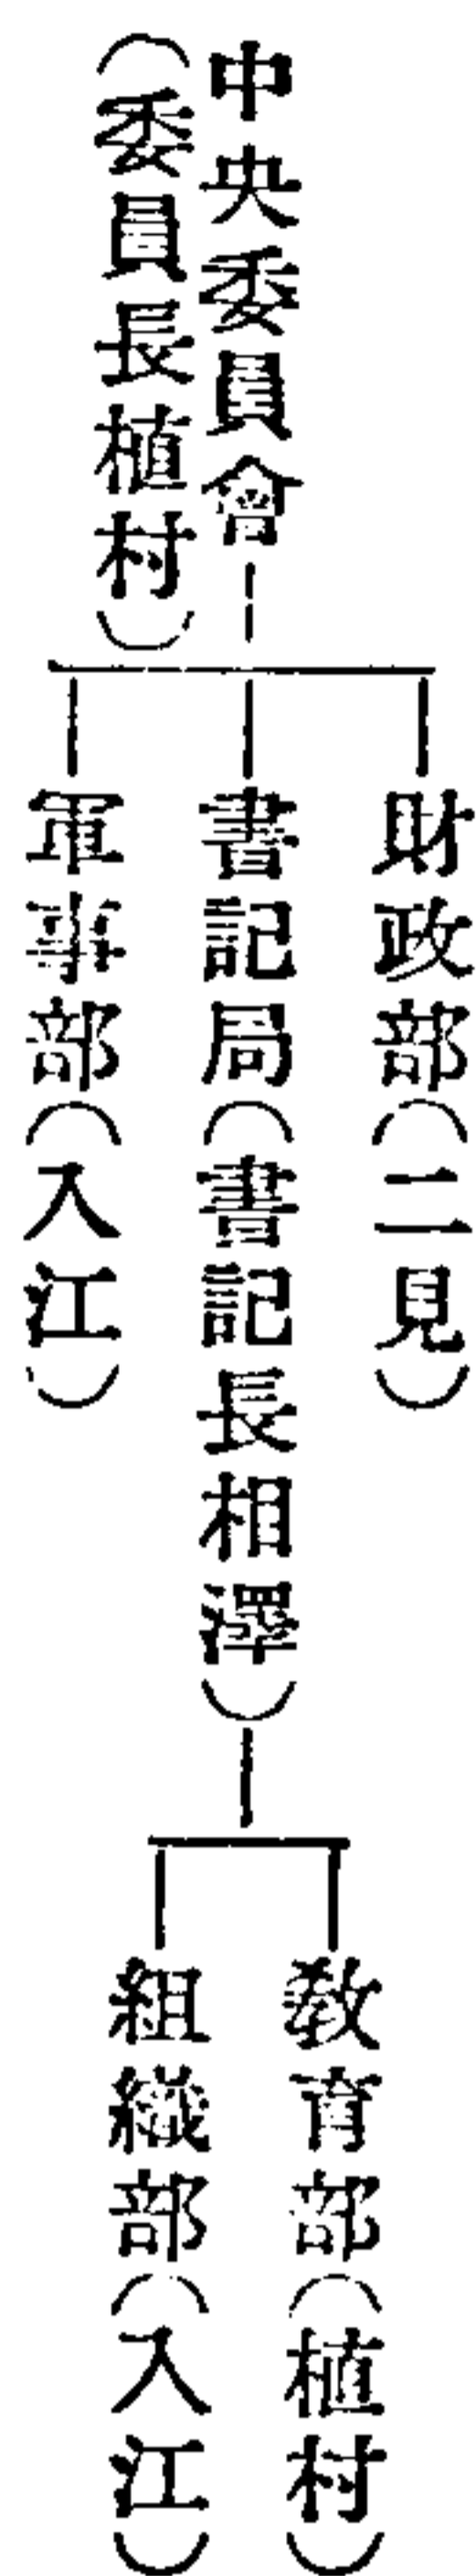 中央委員會
（委員長植村）
財政部（二見）
書記局（書記長相澤）
軍事部（入江）
敎育部（植村）
組織部（入江）